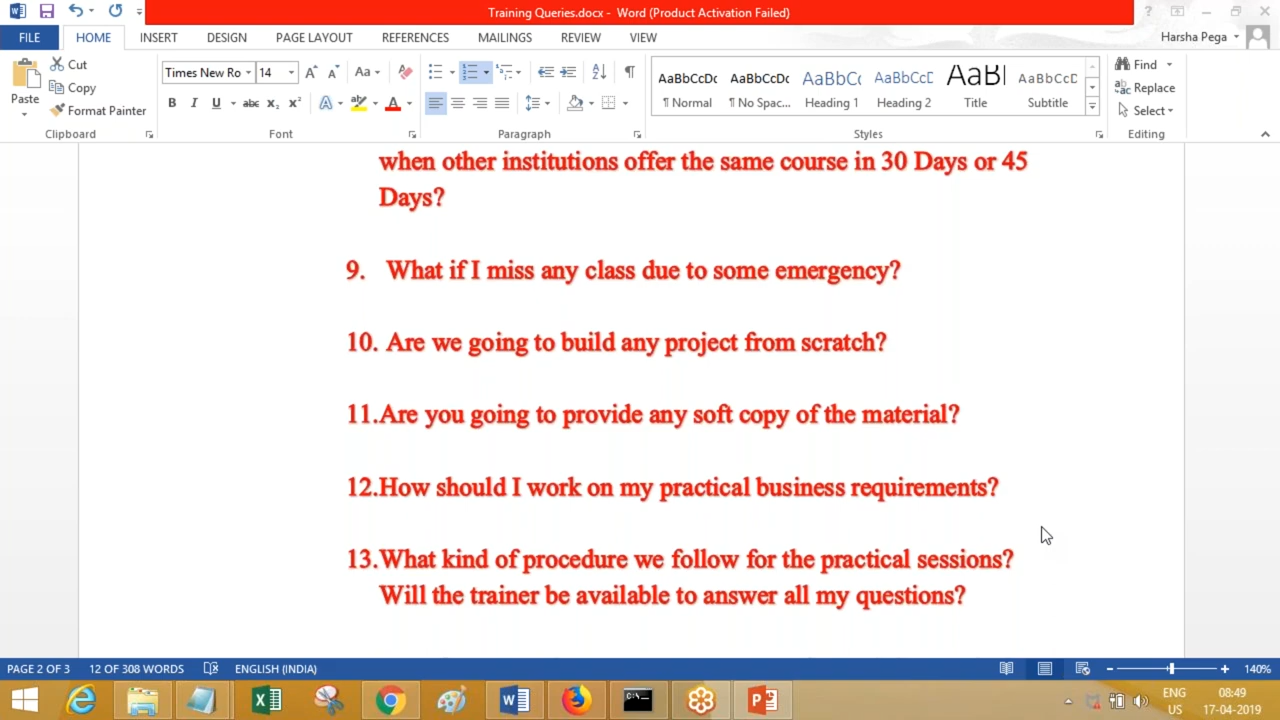 Training Queries.docx - Word (Product Activation Failed)
FILE HOME INSERT DESIGN PAGE LAYOUT REFERENCES MAILINGS REVIEW VIEW Harsha Pega
Paste Cut Copy Format Painter
Times New Ro 14
AaBbCcDc AaBbCcDc AaBbCc AaBbCcD AaBl AaBbCcD
¶ Normal ¶ No Spac... Heading 1 Heading 2 Title Subtitle
Find Replace Select
Clipboard Font Paragraph Styles Editing
when other institutions offer the same course in 30 Days or 45
Days?
9. What if I miss any class due to some emergency?
10. Are we going to build any project from scratch?
11.Are you going to provide any soft copy of the material?
12.How should I work on my practical business requirements?
13.What kind of procedure we follow for the practical sessions?
Will the trainer be available to answer all my questions?
PAGE 2 OF 3 12 OF 308 WORDS ENGLISH (INDIA) 140%
ENG 08:49
US 17-04-2019